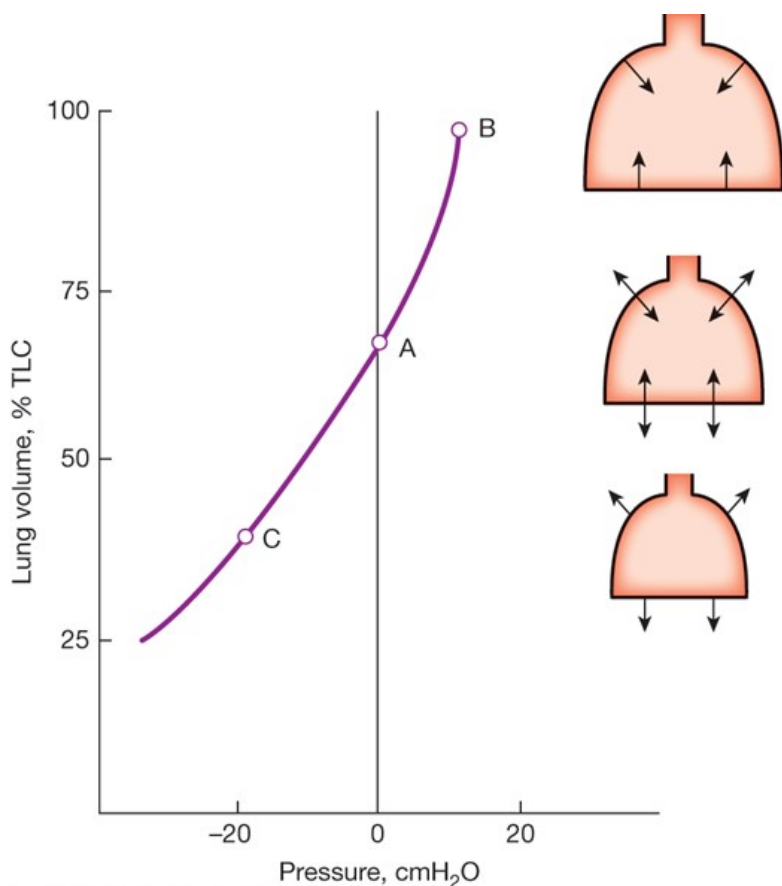 100
B
75
A
50
C
25
Lung volume, % TLC
–20
0
20
Pressure, cmH₂O